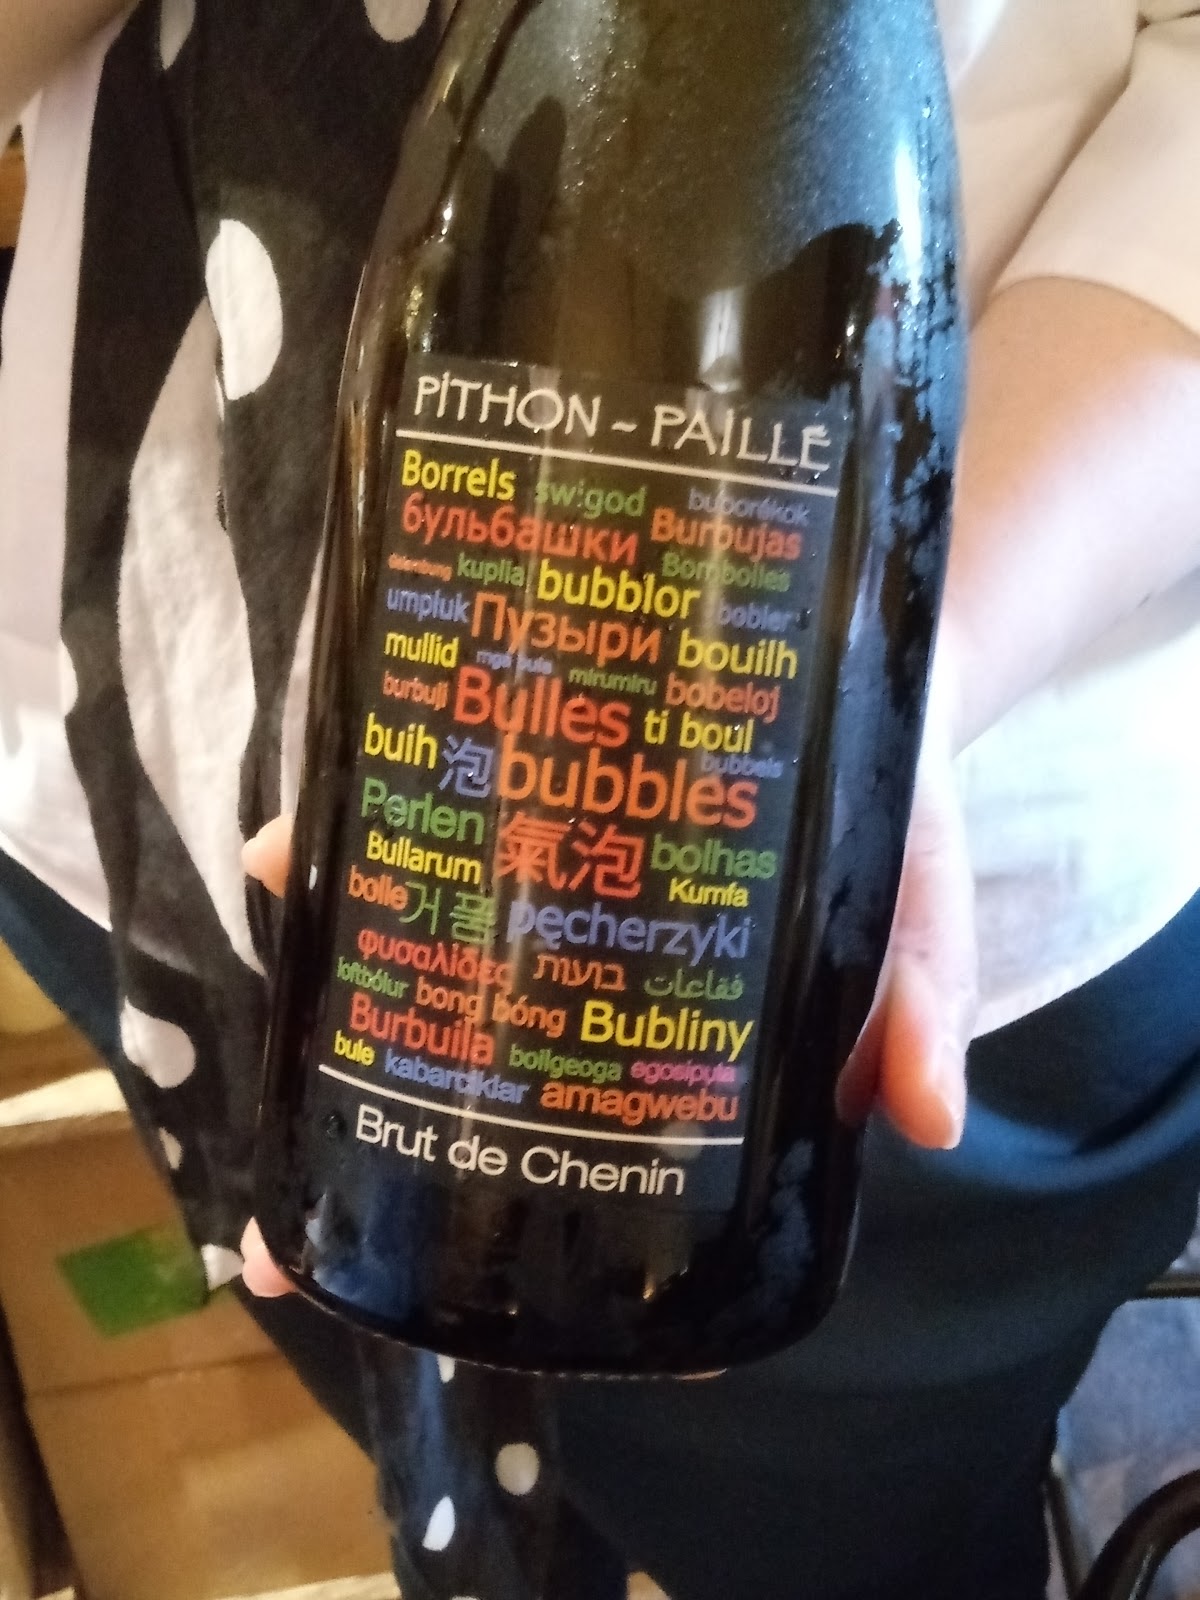 PiTHON ~ PAILLÉ
Borrels swigod buborékok
бульбашки Burbujas
kuplia bubblor Bombolles
umpluk Пузыри bobler
mullid mga bula mirumiru bouilh
burbuji Bulles ti boul bobeloj
buih 泡 bubbles bubbels
Perlen 氣泡 bolhas
Bullarum Kumfa
bolle 거품 pęcherzyki
φυσαλίδες בועות فقاعات
loftbólur bong bóng Bubliny
Burbuila boilgeoga egosipula
bule kabarcıklar amagwebu
Brut de Chenin